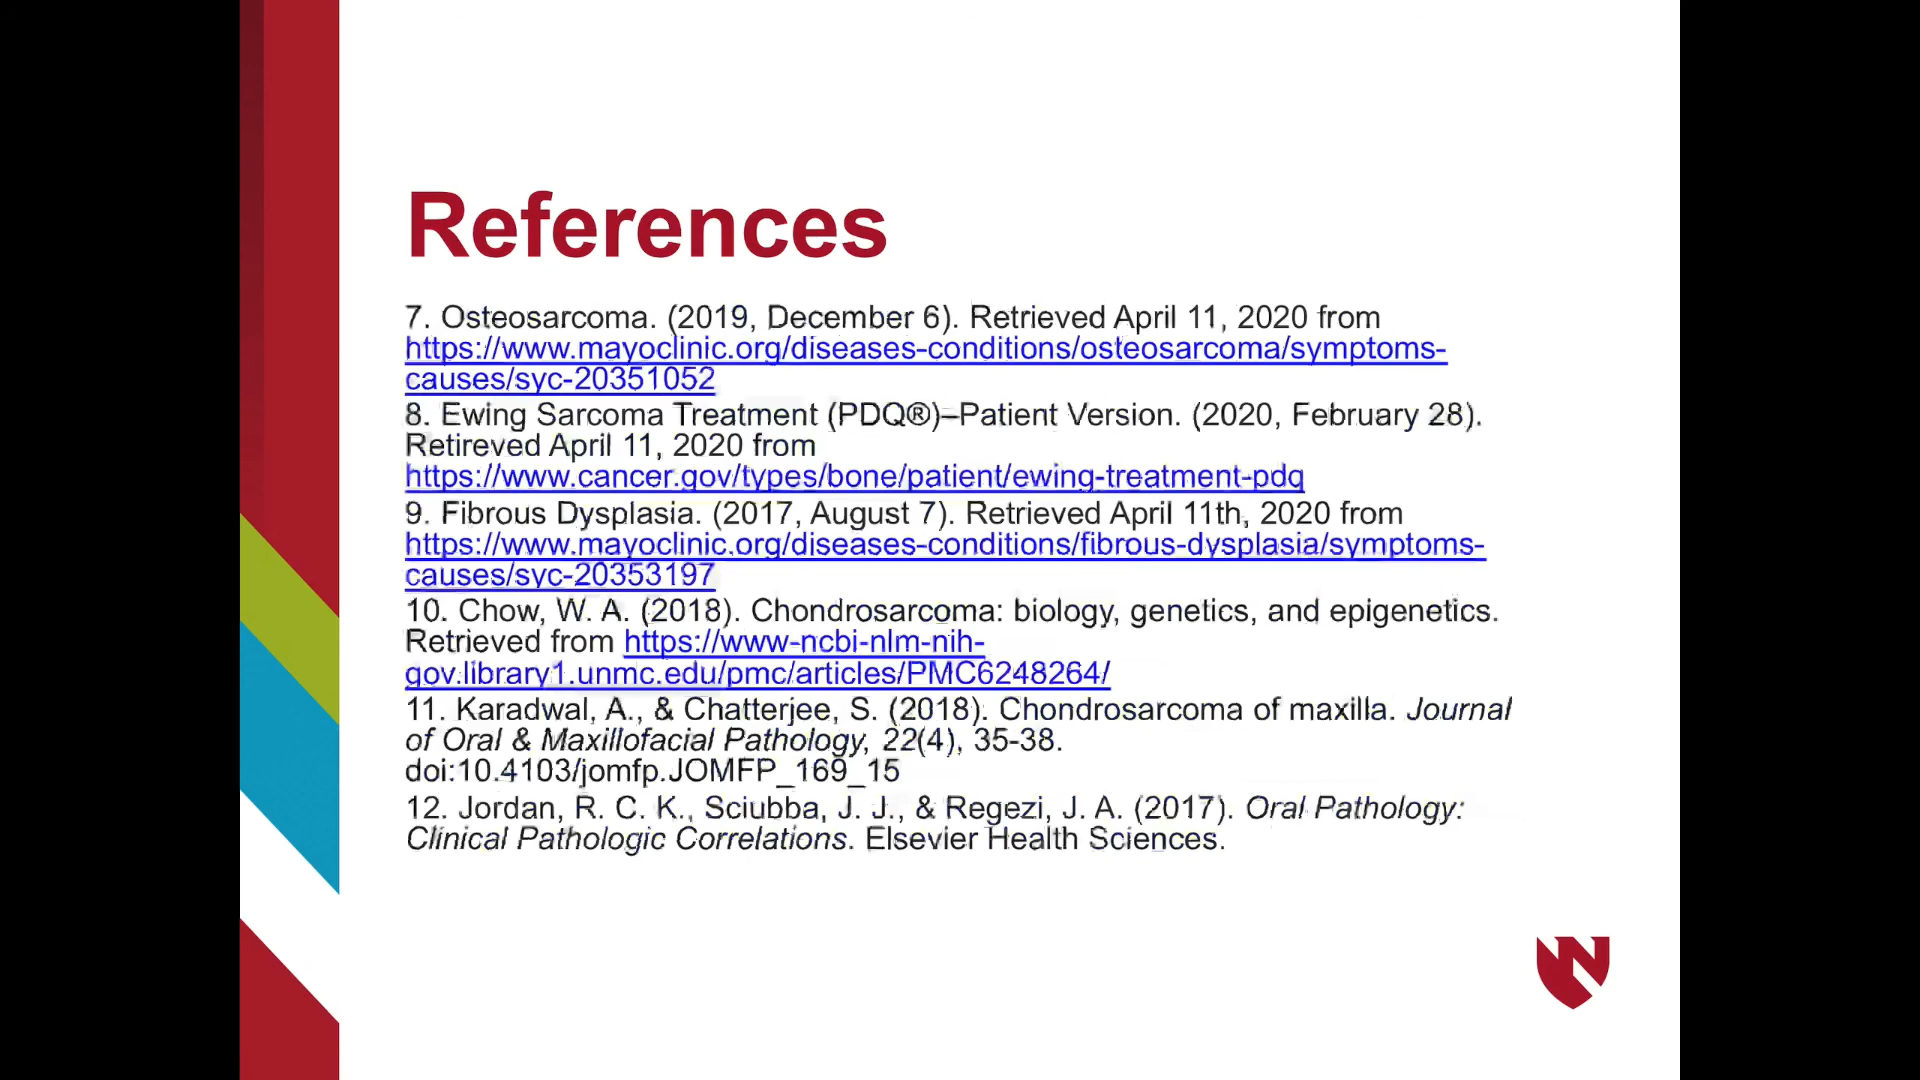 References
7. Osteosarcoma. (2019, December 6). Retrieved April 11, 2020 from
https://www.mayoclinic.org/diseases-conditions/osteosarcoma/symptoms-
causes/syc-20351052
8. Ewing Sarcoma Treatment (PDQ®)–Patient Version. (2020, February 28).
Retireved April 11, 2020 from
https://www.cancer.gov/types/bone/patient/ewing-treatment-pdq
9. Fibrous Dysplasia. (2017, August 7). Retrieved April 11th, 2020 from
https://www.mayoclinic.org/diseases-conditions/fibrous-dysplasia/symptoms-
causes/syc-20353197
10. Chow, W. A. (2018). Chondrosarcoma: biology, genetics, and epigenetics.
Retrieved from https://www-ncbi-nlm-nih-
gov.library1.unmc.edu/pmc/articles/PMC6248264/
11. Karadwal, A., & Chatterjee, S. (2018). Chondrosarcoma of maxilla. Journal
of Oral & Maxillofacial Pathology, 22(4), 35-38.
doi:10.4103/jomfp.JOMFP_169_15
12. Jordan, R. C. K., Sciubba, J. J., & Regezi, J. A. (2017). Oral Pathology:
Clinical Pathologic Correlations. Elsevier Health Sciences.
N